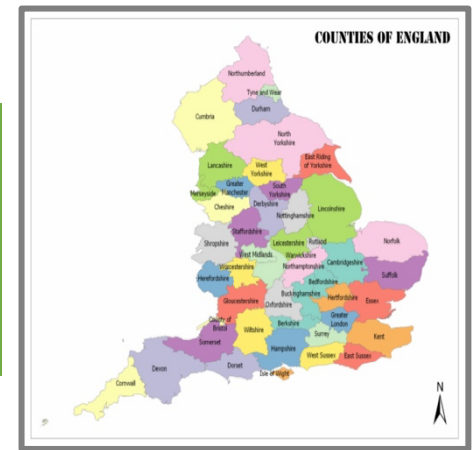 COUNTIES OF ENGLAND
Northumberland
Tyne and Wear
Durham
Cumbria
North
Yorkshire
East Riding
of Yorkshire
Lancashire
West
Yorkshire
Greater
Manchester
South
Yorkshire
Merseyside
Cheshire
Derbyshire
Nottinghamshire
Lincolnshire
Staffordshire
Shropshire
Leicestershire
Rutland
Norfolk
West Midlands
Warwickshire
Northamptonshire
Cambridgeshire
Suffolk
Worcestershire
Herefordshire
Bedfordshire
Buckinghamshire
Hertfordshire
Essex
Gloucestershire
Oxfordshire
Greater
London
County of
Bristol
Wiltshire
Berkshire
Surrey
Kent
Somerset
Hampshire
West Sussex
East Sussex
Devon
Dorset
Isle of Wight
Cornwall
N